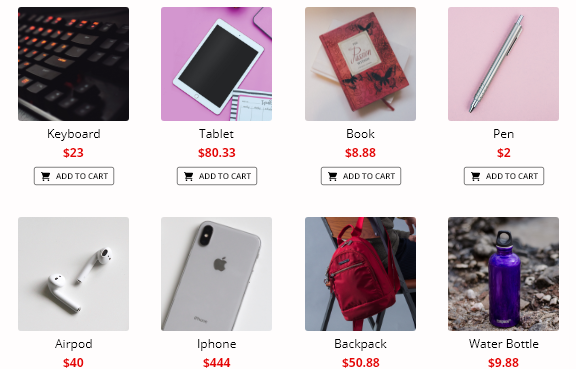 Keyboard
Tablet
Book
Pen
$23
$80.33
$8.88
$2
ADD TO CART
ADD TO CART
ADD TO CART
ADD TO CART
Airpod
Iphone
Backpack
Water Bottle
$40
$444
$50.88
$9.88